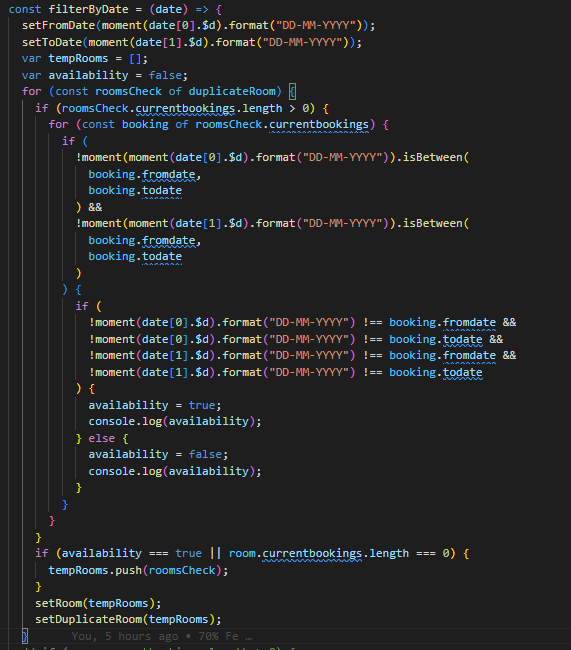 const filterByDate = (date) => {
setFromDate(moment(date[0].$d).format("DD-MM-YYYY"));
setToDate(moment(date[1].$d).format("DD-MM-YYYY"));
var tempRooms = [];
var availability = false;
for (const roomsCheck of duplicateRoom) {
if (roomsCheck.currentbookings.length > 0) {
for (const booking of roomsCheck.currentbookings) {
if (
!moment(moment(date[0].$d).format("DD-MM-YYYY")).isBetween(
booking.fromdate,
booking.todate
) &&
!moment(moment(date[1].$d).format("DD-MM-YYYY")).isBetween(
booking.fromdate,
booking.todate
)
) {
if (
!moment(date[0].$d).format("DD-MM-YYYY") !== booking.fromdate &&
!moment(date[0].$d).format("DD-MM-YYYY") !== booking.todate &&
!moment(date[1].$d).format("DD-MM-YYYY") !== booking.fromdate &&
!moment(date[1].$d).format("DD-MM-YYYY") !== booking.todate
) {
availability = true;
console.log(availability);
} else {
availability = false;
console.log(availability);
}
}
}
}
if (availability === true || room.currentbookings.length === 0) {
tempRooms.push(roomsCheck);
}
setRoom(tempRooms);
setDuplicateRoom(tempRooms);
} You, 5 hours ago • 70% Fe …